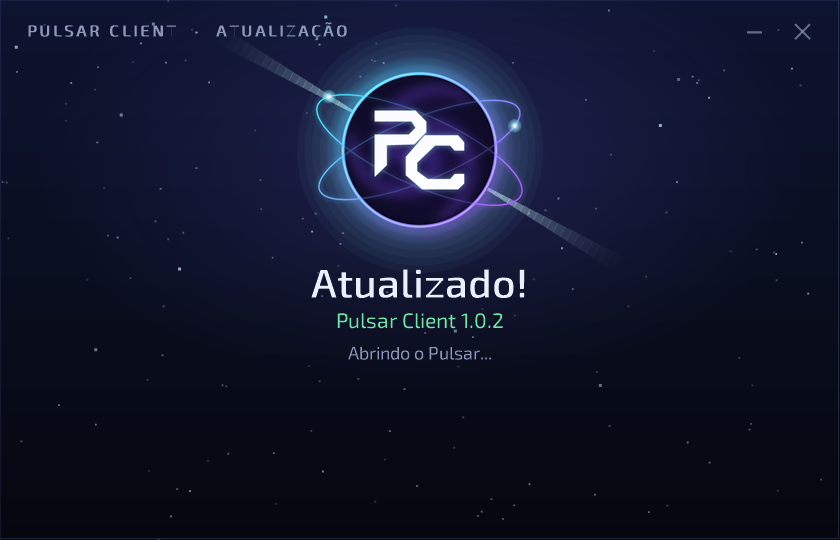 PULSAR CLIENT · ATUALIZAÇÃO
PC
Atualizado!
Pulsar Client 1.0.2
Abrindo o Pulsar...